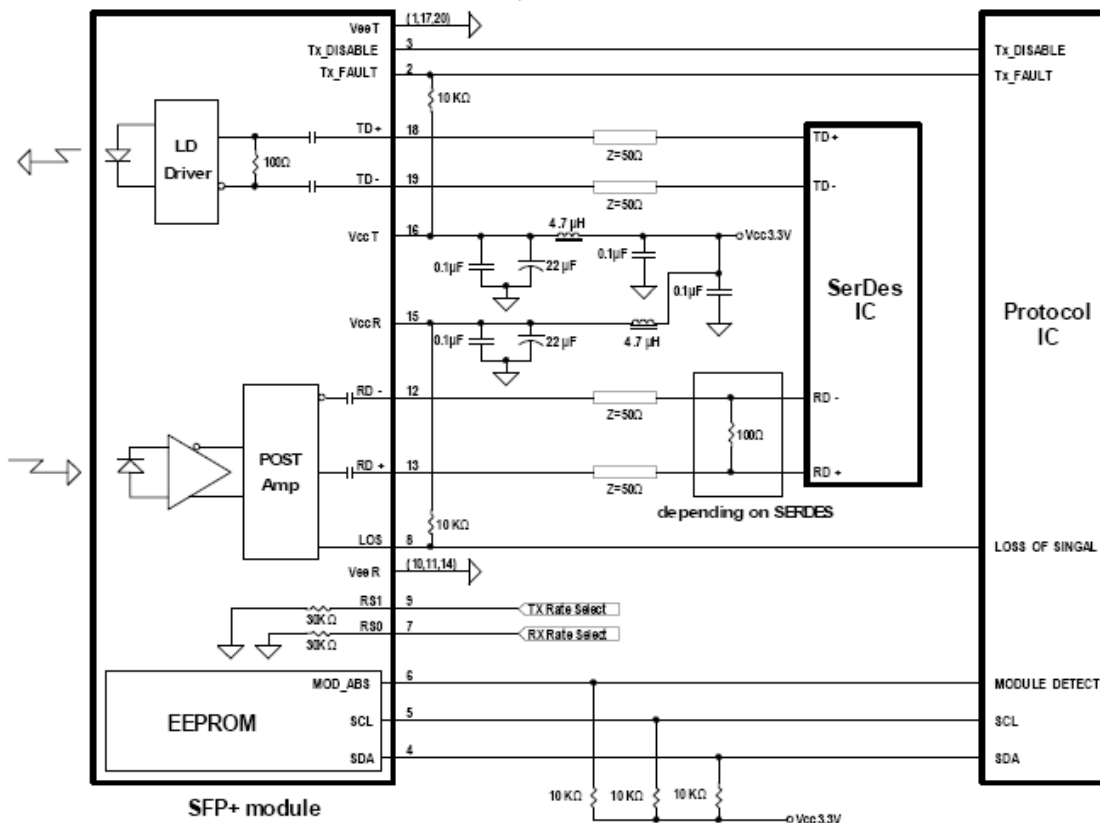 VeeT (1,17,20)
Tx_DISABLE 3 Tx_DISABLE
Tx_FAULT 2 Tx_FAULT
10 KΩ
LD
Driver
100Ω
TD+ 18 TD+
Z=50Ω
TD- 19 TD-
Z=50Ω
VccT 16
4.7 µH
Vcc3.3V
0.1µF
22 µF
0.1µF
0.1µF
SerDes
IC
Protocol
IC
VccR 15
0.1µF
22 µF
4.7 µH
RD - 12 RD -
Z=50Ω
100Ω
POST
Amp
RD + 13 RD +
Z=50Ω
depending on SERDES
10 KΩ
LOS 8 LOSS OF SINGAL
VeeR (10,11,14)
RS1 9 TX Rate Select
30KΩ
RS0 7 RX Rate Select
30KΩ
MOD_ABS 6 MODULE DETECT
EEPROM
SCL 5 SCL
SDA 4 SDA
10 KΩ 10 KΩ 10 KΩ
Vcc3.3V
SFP+ module